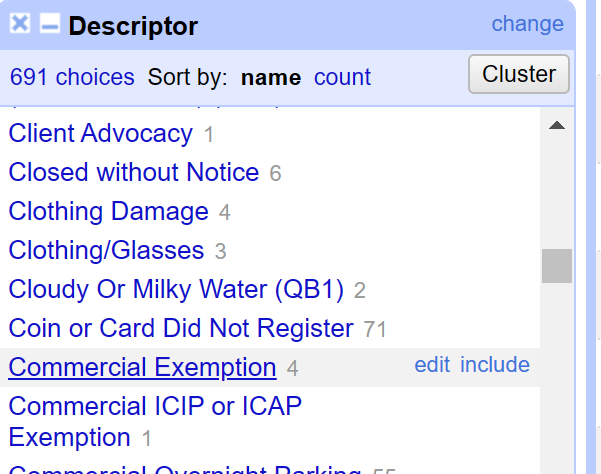 Descriptor change
691 choices Sort by: name count Cluster
Client Advocacy 1
Closed without Notice 6
Clothing Damage 4
Clothing/Glasses 3
Cloudy Or Milky Water (QB1) 2
Coin or Card Did Not Register 71
Commercial Exemption 4 edit include
Commercial ICIP or ICAP
Exemption 1
Commercial Overnight Parking 55